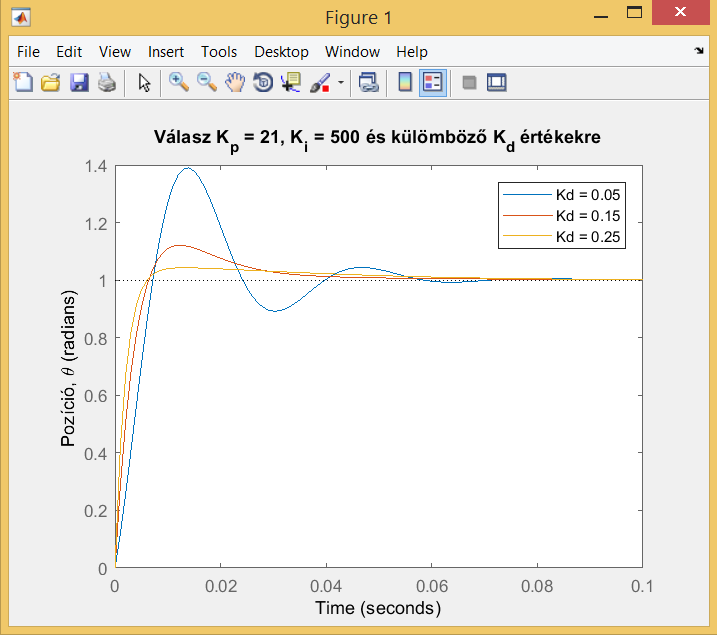 Figure 1
File Edit View Insert Tools Desktop Window Help
Válasz Kp = 21, Ki = 500 és külömböző Kd értékekre
1.4
1.2
1
0.8
0.6
0.4
0.2
0
Pozíció, θ (radians)
Kd = 0.05
Kd = 0.15
Kd = 0.25
0 0.02 0.04 0.06 0.08 0.1
Time (seconds)